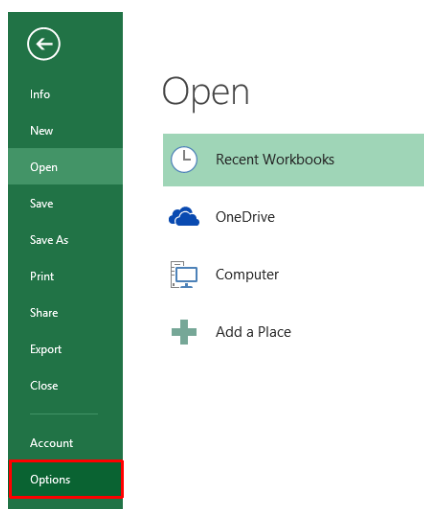 Info
New
Open
Save
Save As
Print
Share
Export
Close
Account
Options
Open
Recent Workbooks
OneDrive
Computer
Add a Place